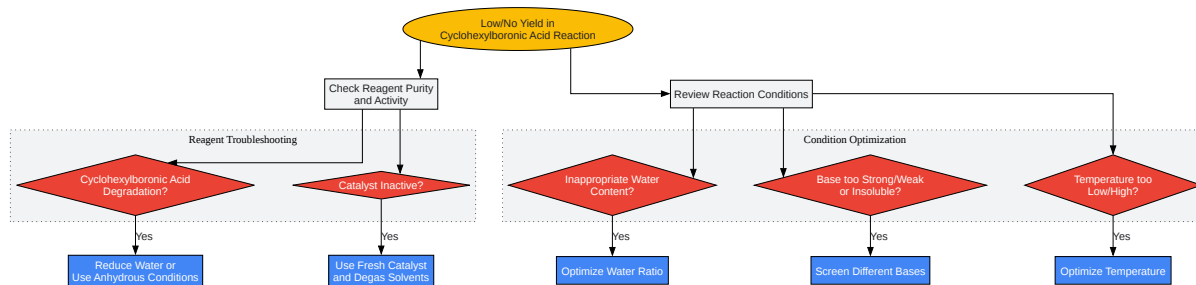 Low/No Yield in
Cyclohexylboronic Acid Reaction
Check Reagent Purity
and Activity
Review Reaction Conditions
Reagent Troubleshooting
Condition Optimization
Cyclohexylboronic Acid
Degradation?
Catalyst Inactive?
Inappropriate Water
Content?
Base too Strong/Weak
or Insoluble?
Temperature too
Low/High?
Yes
Yes
Yes
Yes
Yes
Reduce Water or
Use Anhydrous Conditions
Use Fresh Catalyst
and Degas Solvents
Optimize Water Ratio
Screen Different Bases
Optimize Temperature